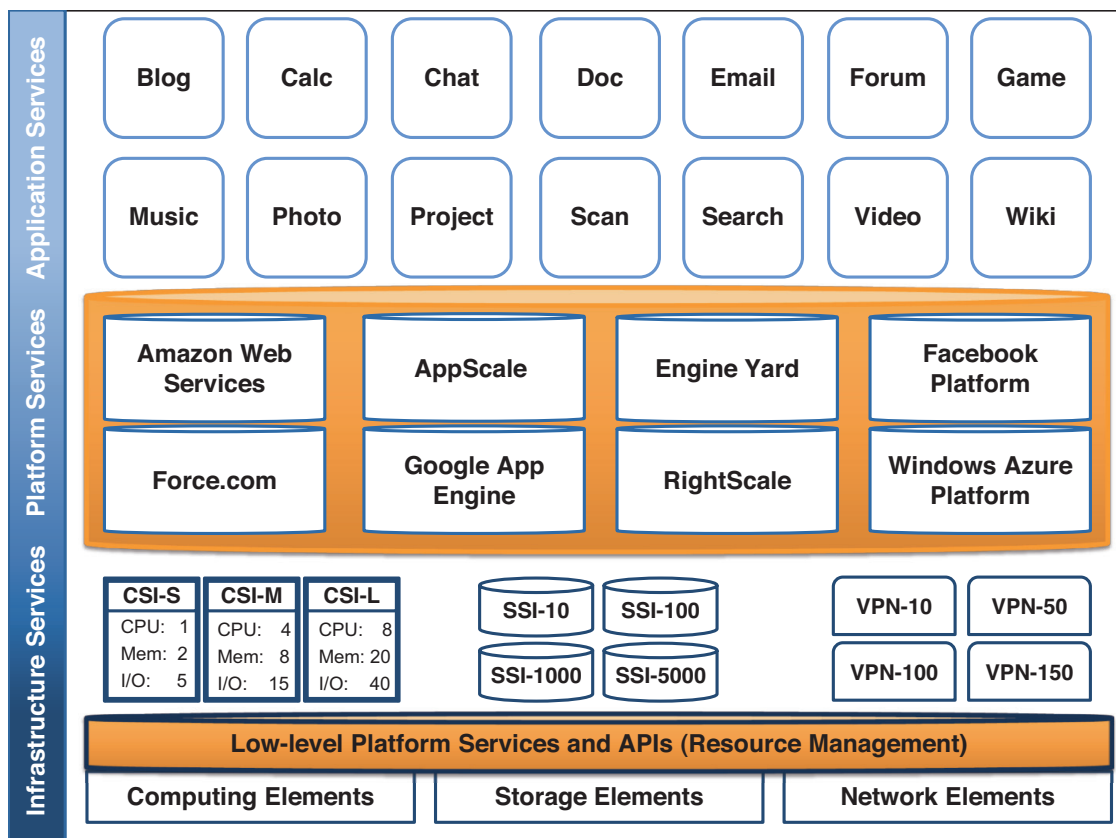 Application Services
Blog
Calc
Chat
Doc
Email
Forum
Game
Music
Photo
Project
Scan
Search
Video
Wiki
Platform Services
Amazon Web
Services
AppScale
Engine Yard
Facebook
Platform
Force.com
Google App
Engine
RightScale
Windows Azure
Platform
Infrastructure Services
CSI-S
CPU: 1
Mem: 2
I/O: 5
CSI-M
CPU: 4
Mem: 8
I/O: 15
CSI-L
CPU: 8
Mem: 20
I/O: 40
SSI-10
SSI-100
SSI-1000
SSI-5000
VPN-10
VPN-50
VPN-100
VPN-150
Low-level Platform Services and APIs (Resource Management)
Computing Elements
Storage Elements
Network Elements